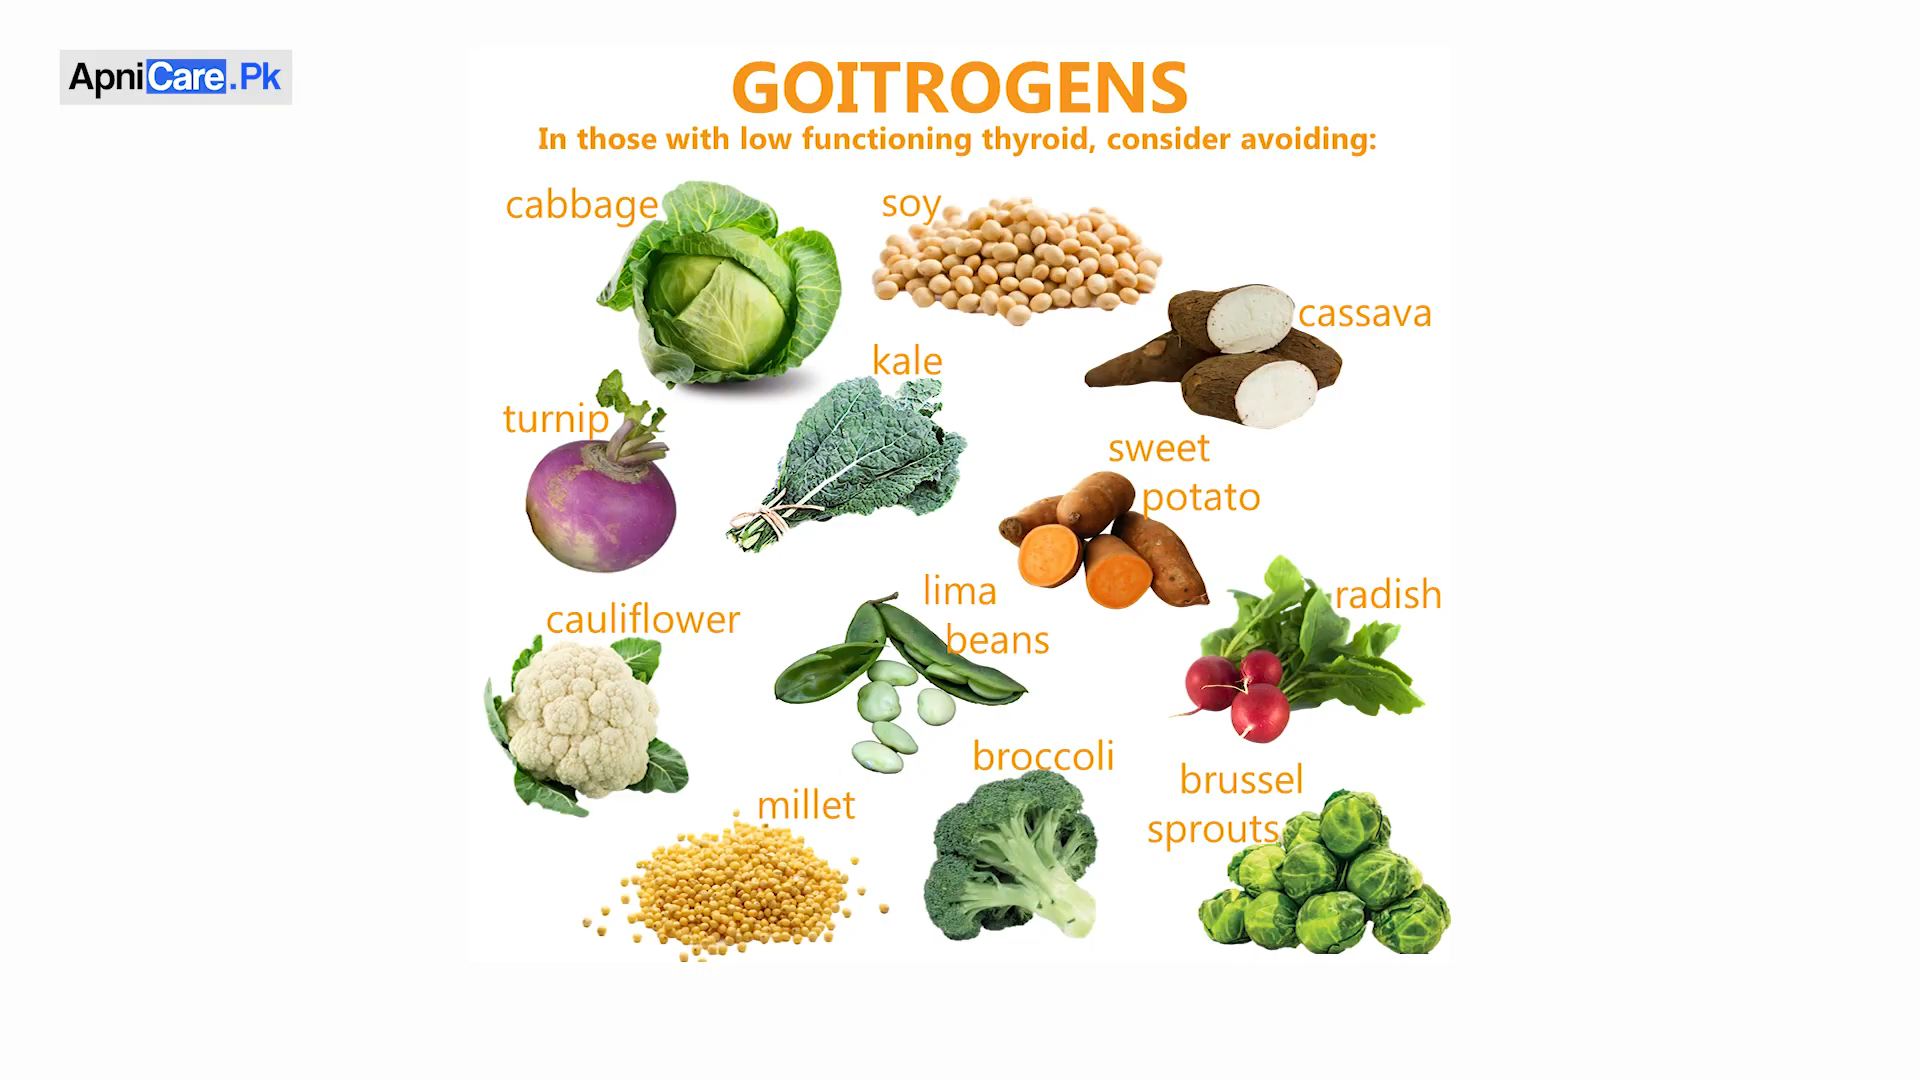 ApniCare.Pk
GOITROGENS
In those with low functioning thyroid, consider avoiding:
cabbage
soy
cassava
kale
turnip
sweet
potato
lima
beans
radish
cauliflower
broccoli
brussel
sprouts
millet